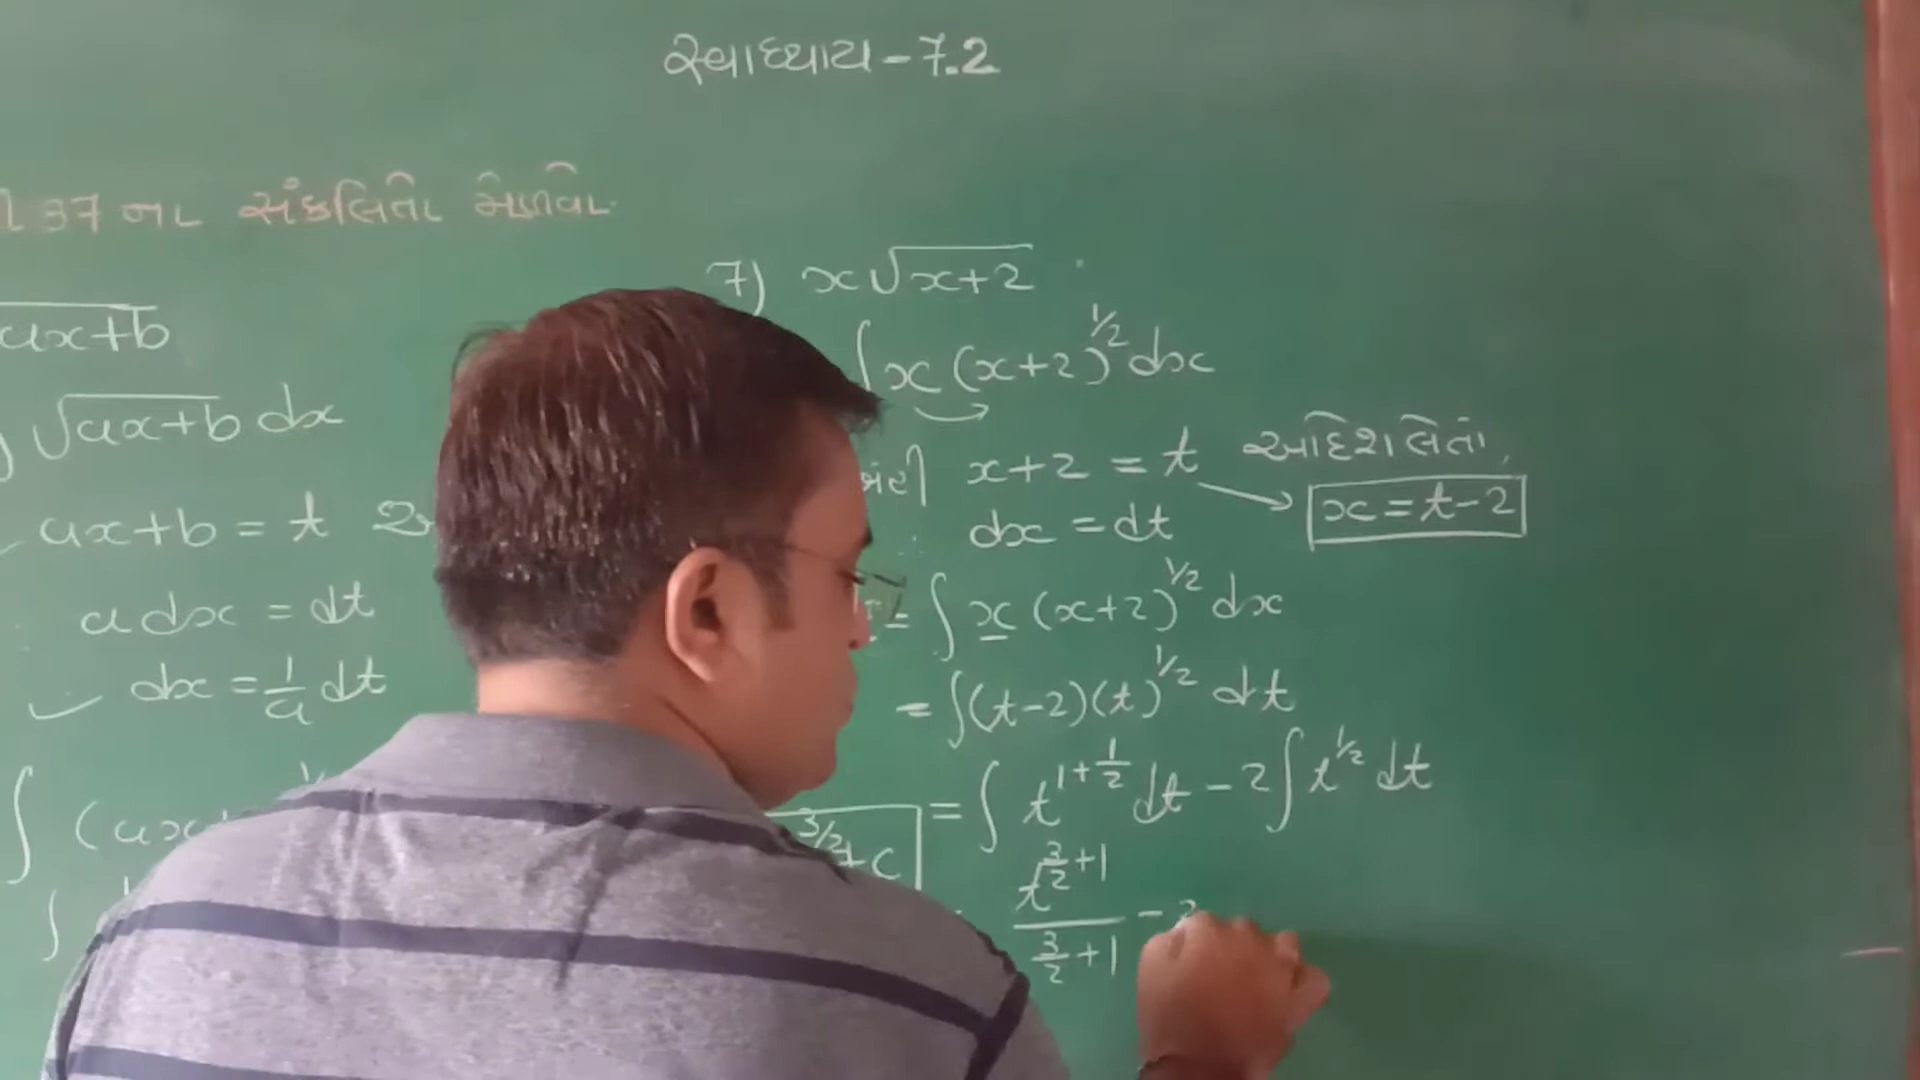 સ્વાધ્યાય - 7.2
37 ના સંકલિતો મેળવો.
ax+b
√ax+b dx
ax+b = t
a dx = dt
dx = 1/a dt
∫ (ax
3/2 + c
7) x√x+2
∫ x (x+2)^1/2 dx
x+2 = t આદેશ લેતાં,
x = t-2
dx = dt
= ∫ x (x+2)^1/2 dx
= ∫(t-2)(t)^1/2 dt
= ∫ t^1+1/2 dt - 2∫ t^1/2 dt
t^3/2+1 / 3/2+1 -